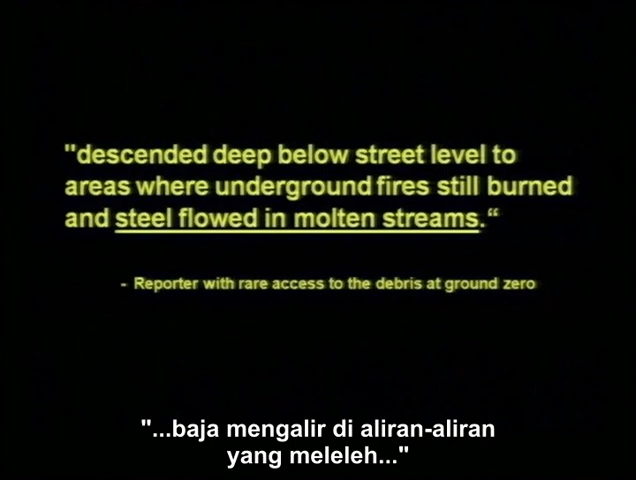 "descended deep below street level to
areas where underground fires still burned
and steel flowed in molten streams.“
- Reporter with rare access to the debris at ground zero
"...baja mengalir di aliran-aliran
yang meleleh..."